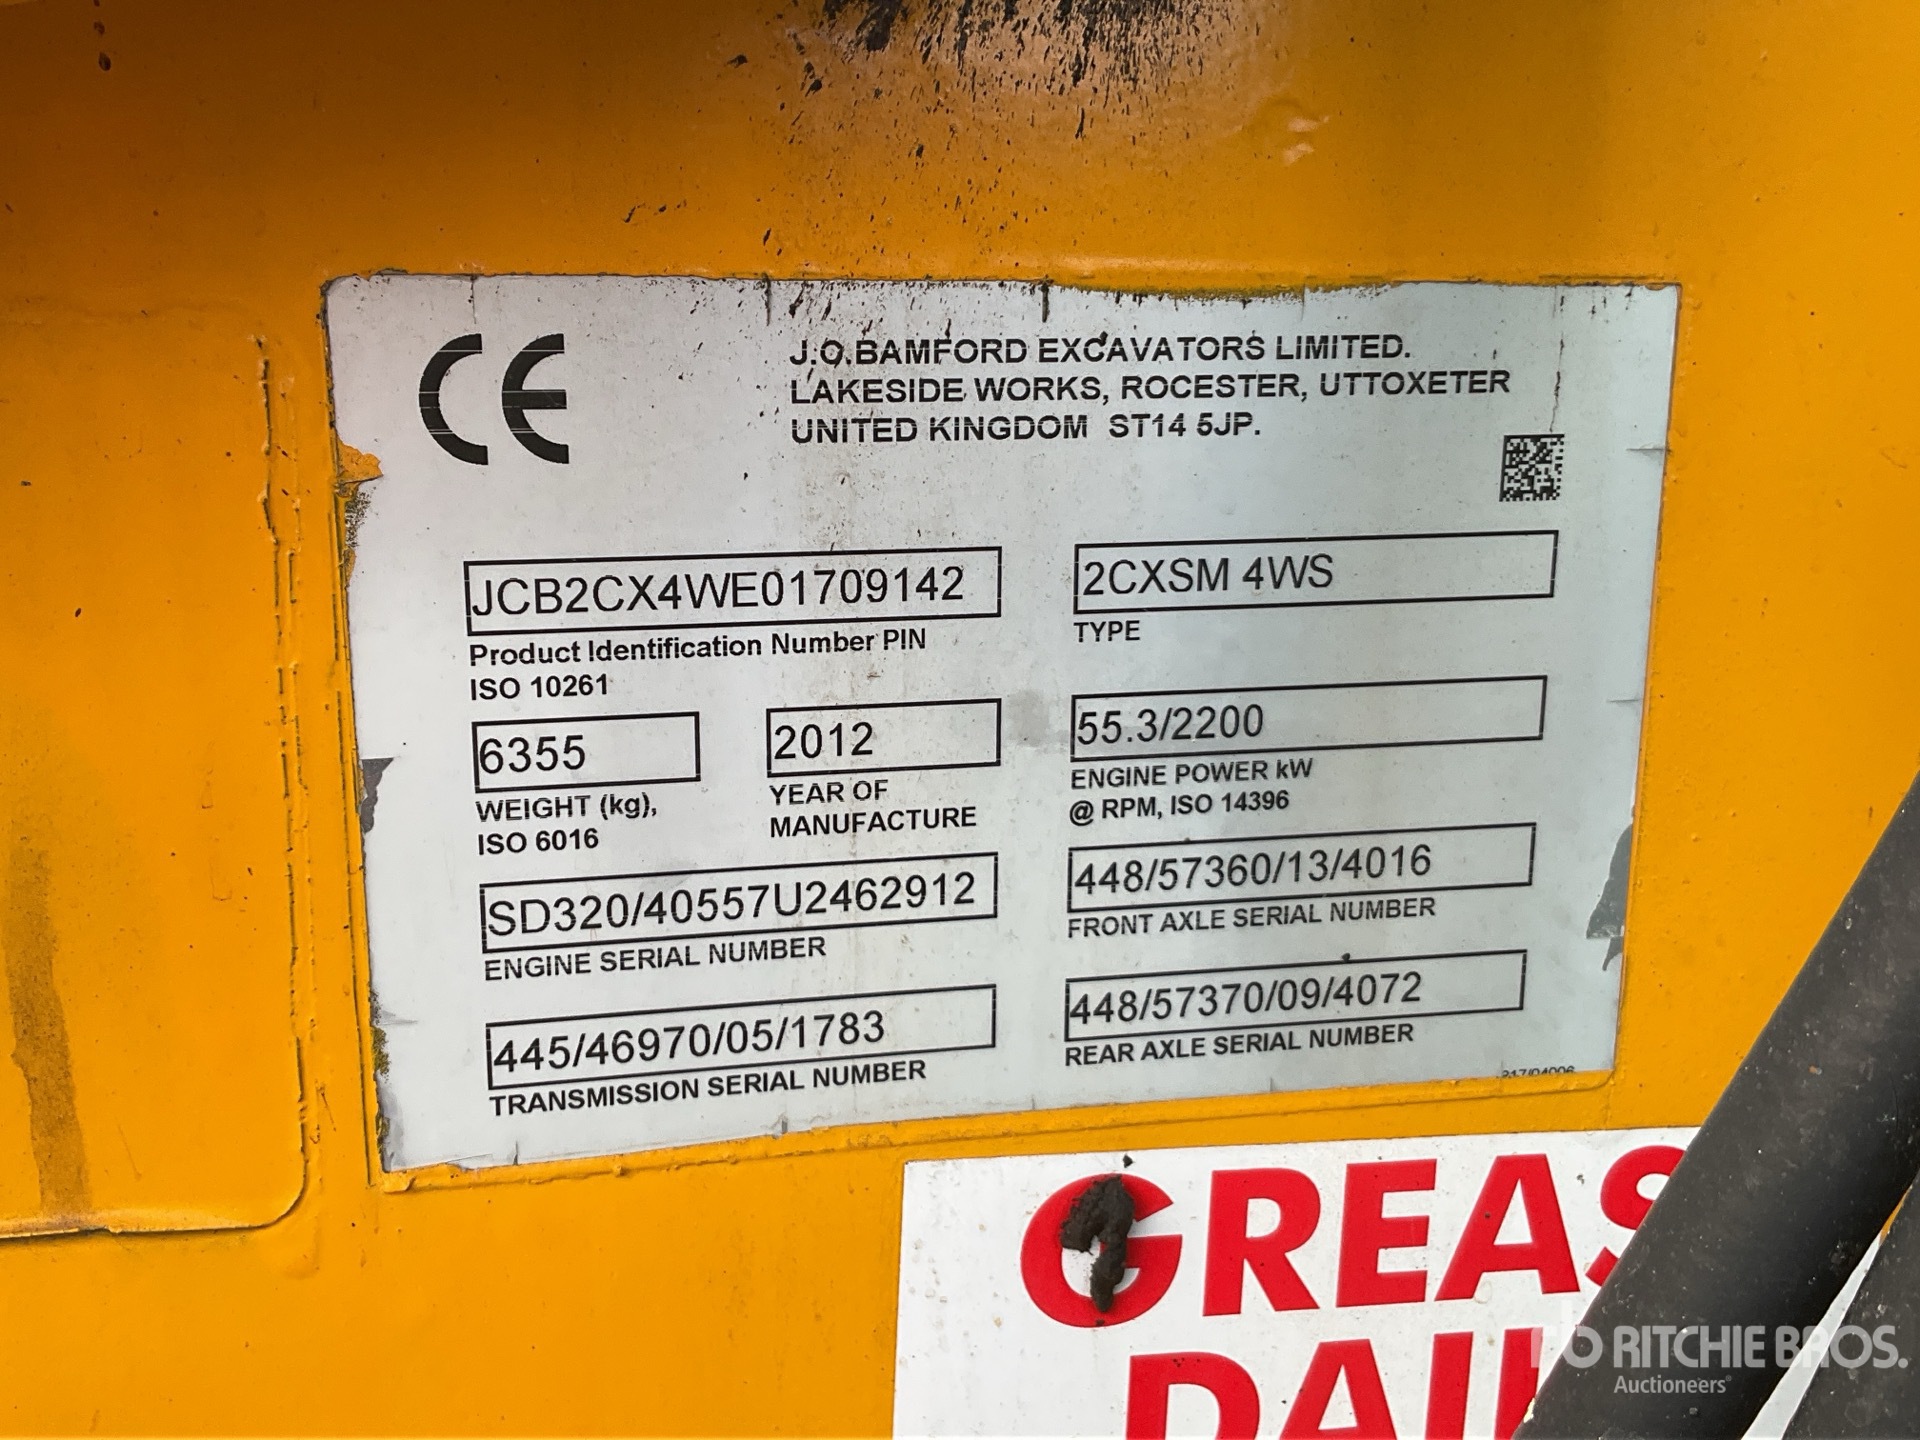 CE
J.C.BAMFORD EXCAVATORS LIMITED.
LAKESIDE WORKS, ROCESTER, UTTOXETER
UNITED KINGDOM ST14 5JP.
JCB2CX4WE01709142
Product Identification Number PIN
ISO 10261
2CXSM 4WS
TYPE
6355
WEIGHT (kg),
ISO 6016
2012
YEAR OF
MANUFACTURE
55.3/2200
ENGINE POWER kW
@ RPM, ISO 14396
SD320/40557U2462912
ENGINE SERIAL NUMBER
448/57360/13/4016
FRONT AXLE SERIAL NUMBER
445/46970/05/1783
TRANSMISSION SERIAL NUMBER
448/57370/09/4072
REAR AXLE SERIAL NUMBER
GREAS
DAIL
RITCHIE BROS.
Auctioneers